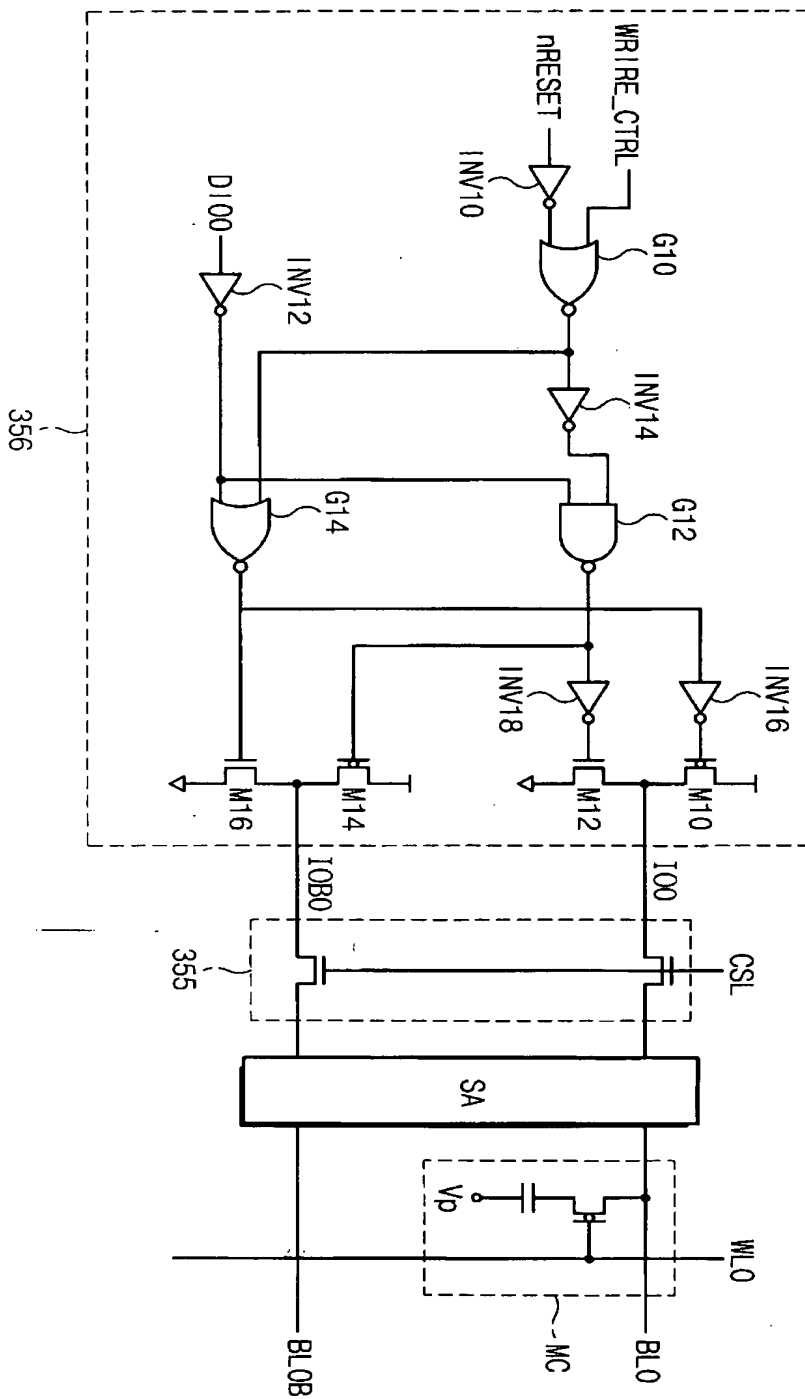 WRIRE_CTRL
nRESET
INV10
G10
DIO0
INV12
INV14
G12
G14
356
INV16
INV18
M10
M12
M14
M16
IO0
IOB0
CSL
355
SA
WL0
Vp
MC
BL0
BL0B